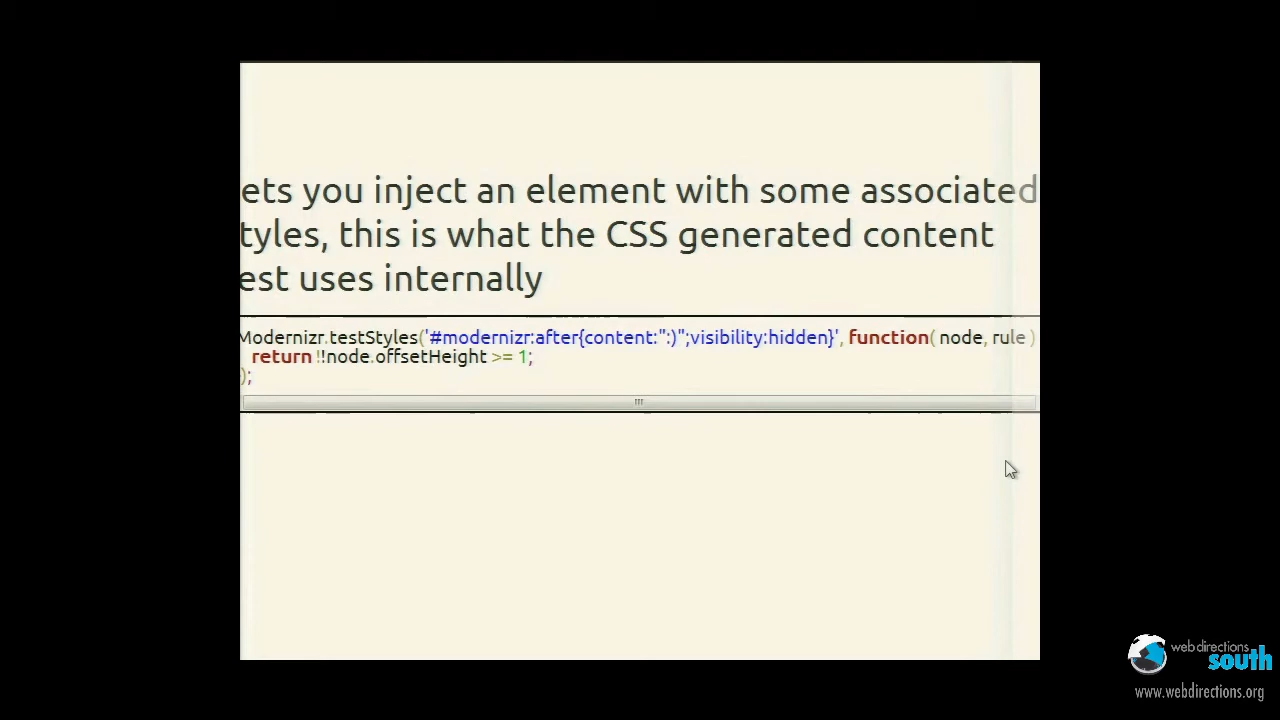 ets you inject an element with some associated
tyles, this is what the CSS generated content
est uses internally
Modernizr.testStyles('#modernizr:after{content:":)";visibility:hidden}', function( node, rule )
return !!node.offsetHeight >= 1;
);
web directions
south
www.webdirections.org